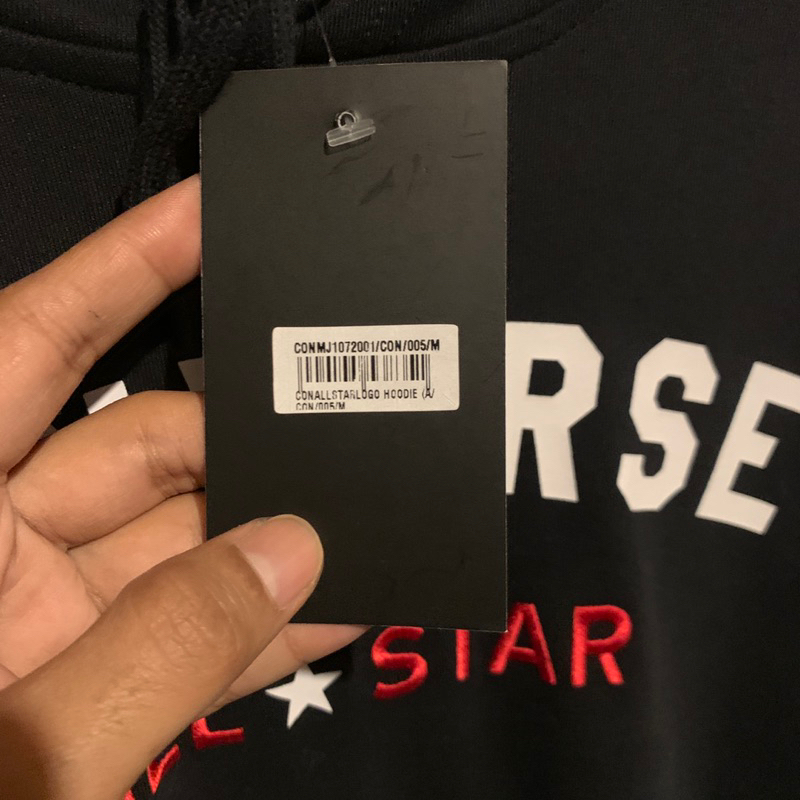 CONMJ1072001/CON/005/M
CONALLSTARLOGO HOODIE (A/
CON/005/M
RSE
STAR